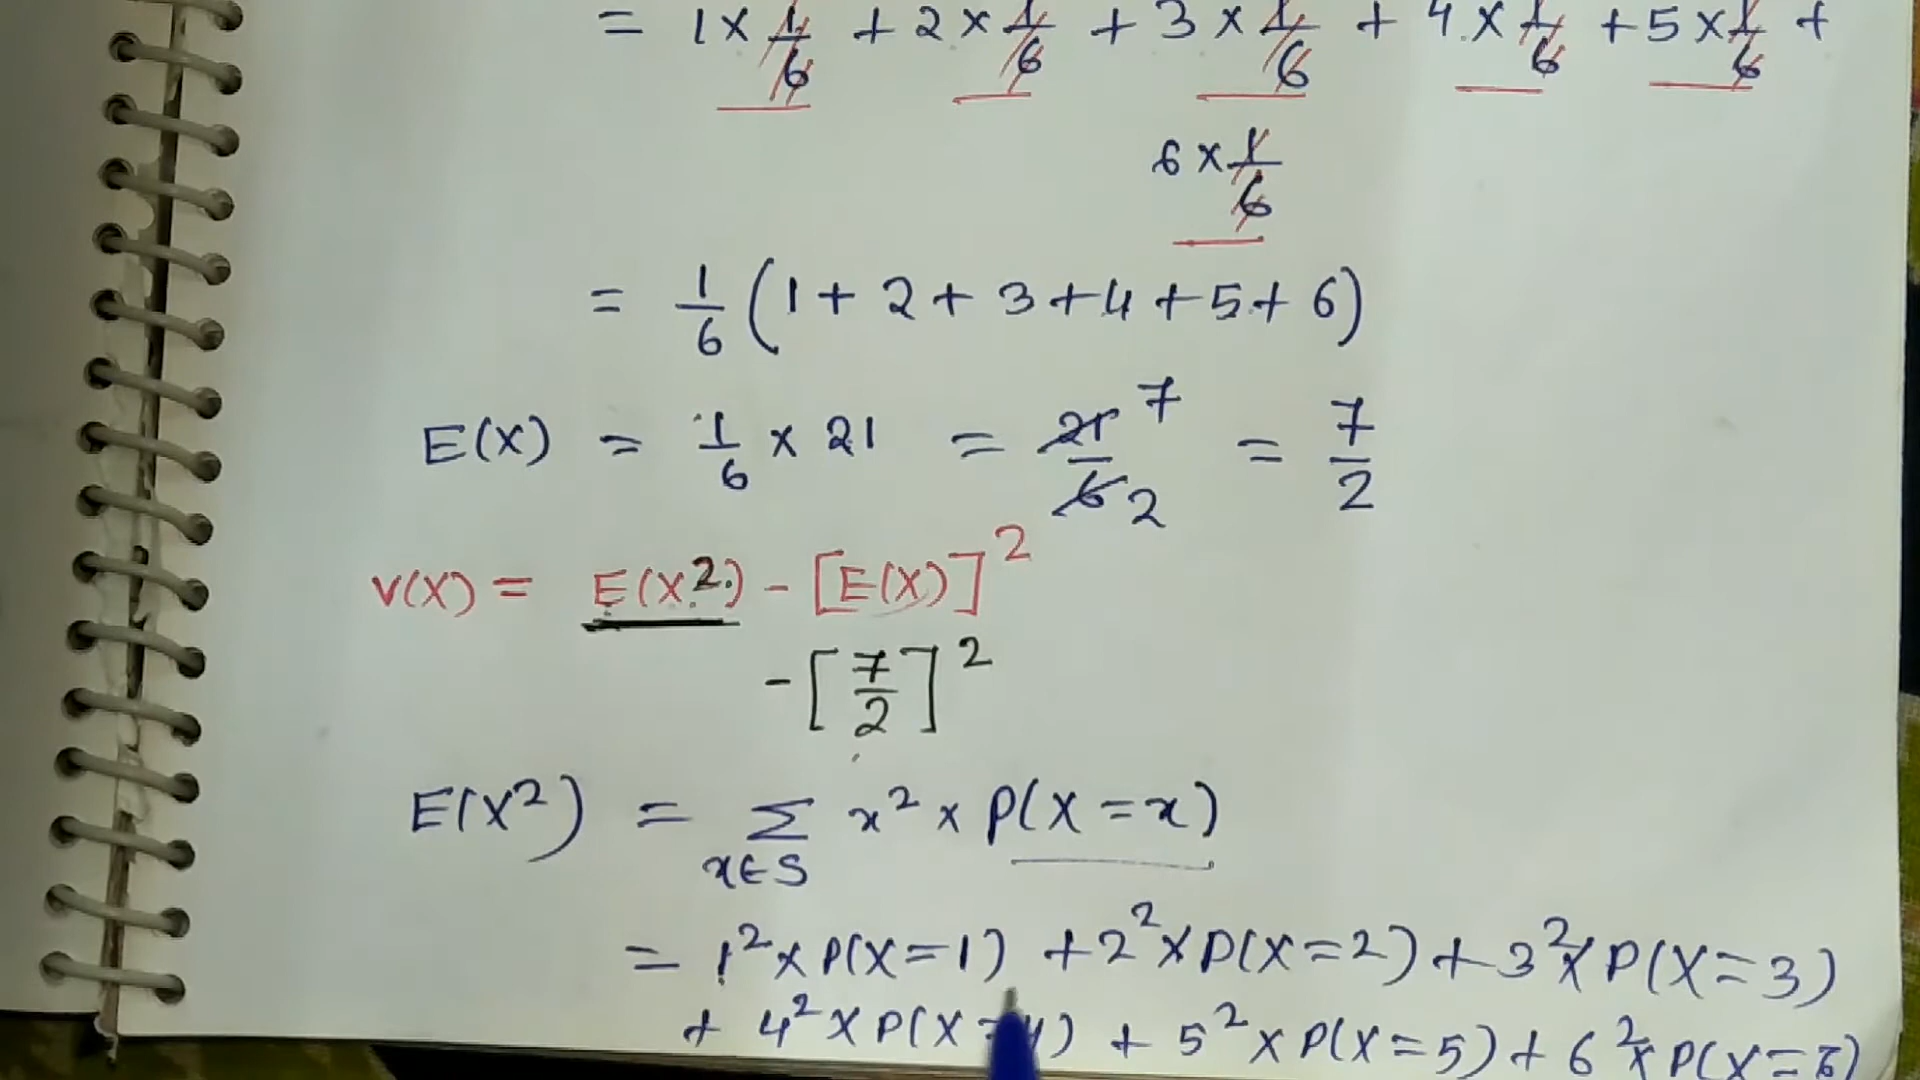 = 1 × 1/6 + 2 × 1/6 + 3 × 1/6 + 4 × 1/6 + 5 × 1/6 +
6 × 1/6
= 1/6 (1 + 2 + 3 + 4 + 5 + 6)
E(X) = 1/6 × 21 = 21/6 7 2 = 7/2
V(X) = E(X²) - [E(X)]²
- [7/2]²
E(X²) = Σ x∈S x² × P(X = x)
= 1² × P(X=1) + 2² × P(X=2) + 3² × P(X=3)
+ 4² × P(X=4) + 5² × P(X=5) + 6² × P(X=6)